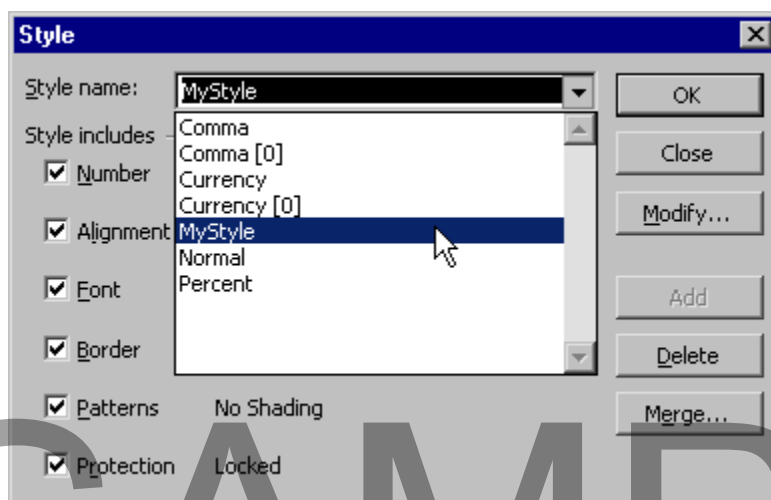 Style
Style name: MyStyle OK
Style includes Comma
Comma [0] Close
Number Currency
Currency [0] Modify...
Alignment MyStyle
Normal
Font Percent Add
Border Delete
Patterns No Shading Merge...
Protection Locked